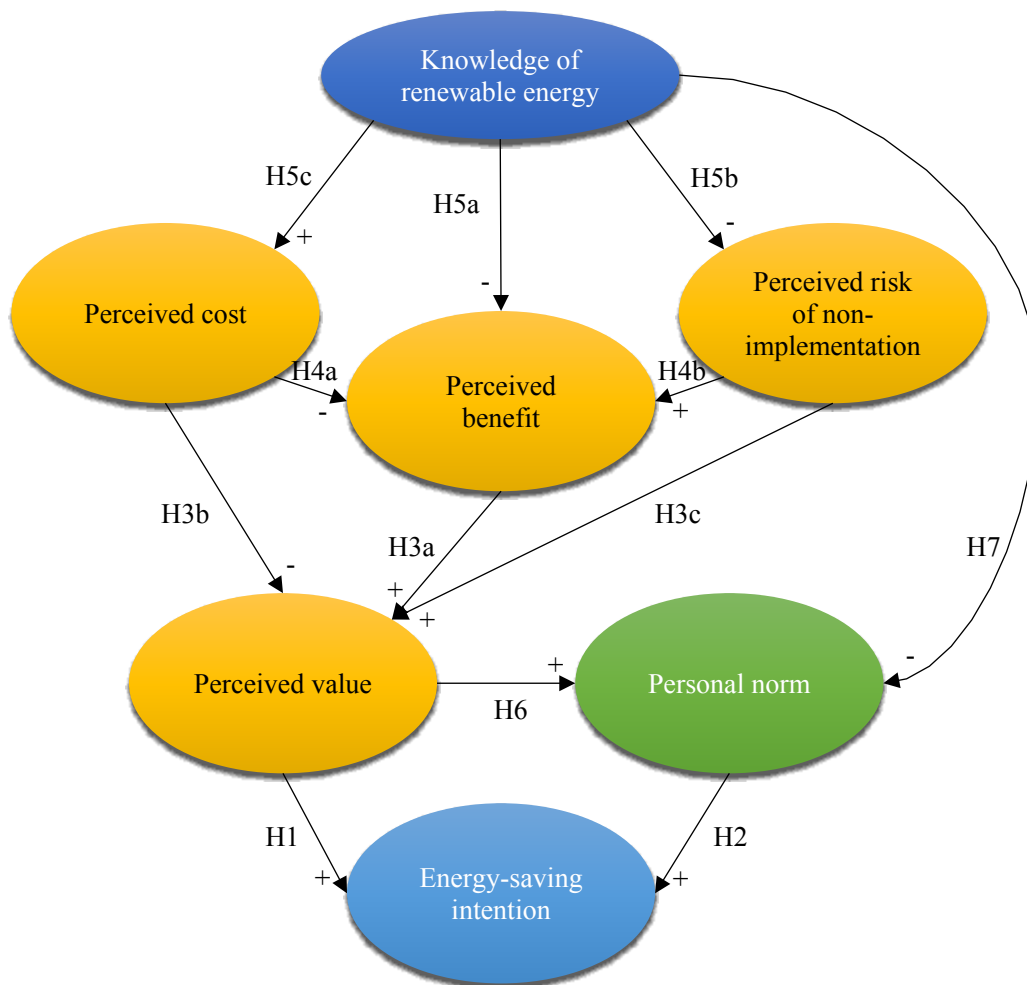 Knowledge of
renewable energy
H5c
H5a
H5b
+
-
-
Perceived cost
Perceived risk
of non-
implementation
H4a
H4b
-
+
Perceived
benefit
H3b
H3a
H3c
H7
-
+
+
Perceived value
+
H6
-
Personal norm
H1
H2
+
+
Energy-saving
intention